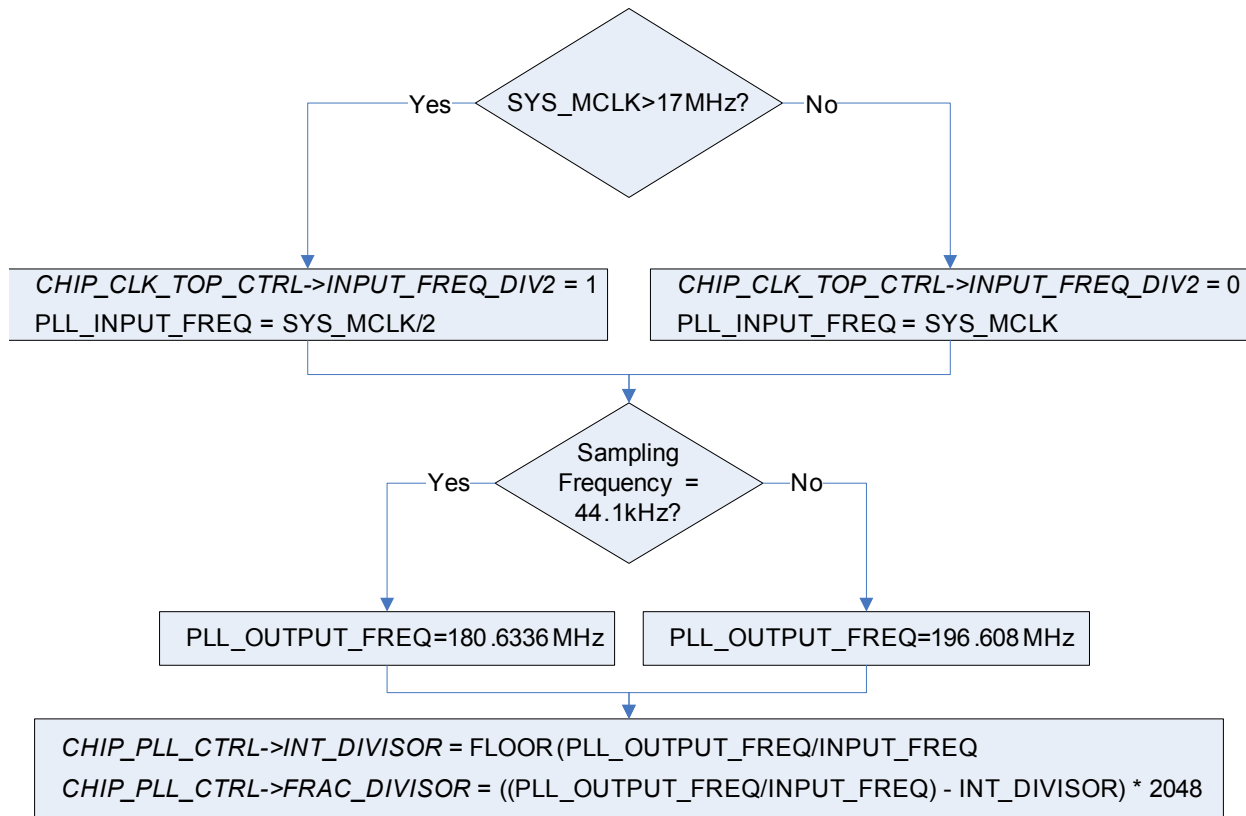 SYS_MCLK>17MHz?
Yes
No
CHIP_CLK_TOP_CTRL->INPUT_FREQ_DIV2 = 1
PLL_INPUT_FREQ = SYS_MCLK/2
CHIP_CLK_TOP_CTRL->INPUT_FREQ_DIV2 = 0
PLL_INPUT_FREQ = SYS_MCLK
Sampling
Frequency =
44.1kHz?
Yes
No
PLL_OUTPUT_FREQ=180.6336MHz
PLL_OUTPUT_FREQ=196.608MHz
CHIP_PLL_CTRL->INT_DIVISOR = FLOOR(PLL_OUTPUT_FREQ/INPUT_FREQ
CHIP_PLL_CTRL->FRAC_DIVISOR = ((PLL_OUTPUT_FREQ/INPUT_FREQ) - INT_DIVISOR) * 2048